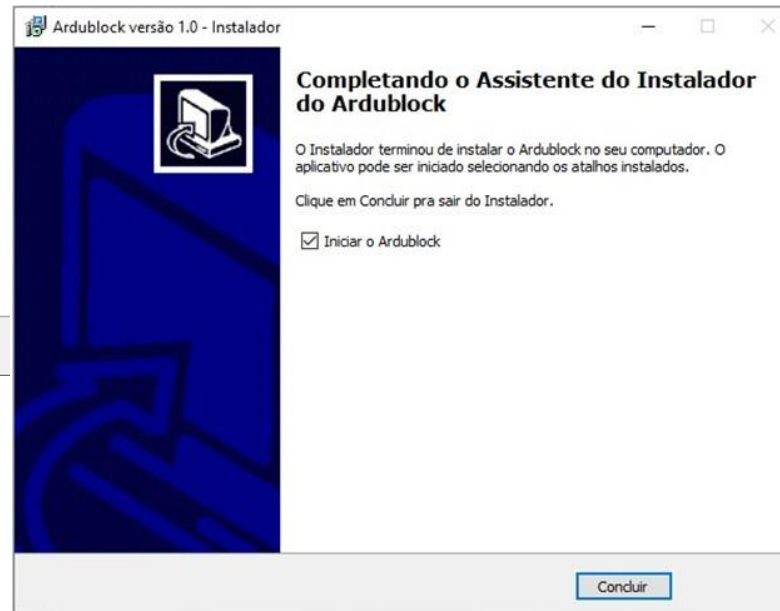 Ardublock versão 1.0 - Instalador
Completando o Assistente do Instalador
do Ardublock
O Instalador terminou de instalar o Ardublock no seu computador. O
aplicativo pode ser iniciado selecionando os atalhos instalados.
Clique em Concluir pra sair do Instalador.
Iniciar o Ardublock
Concluir